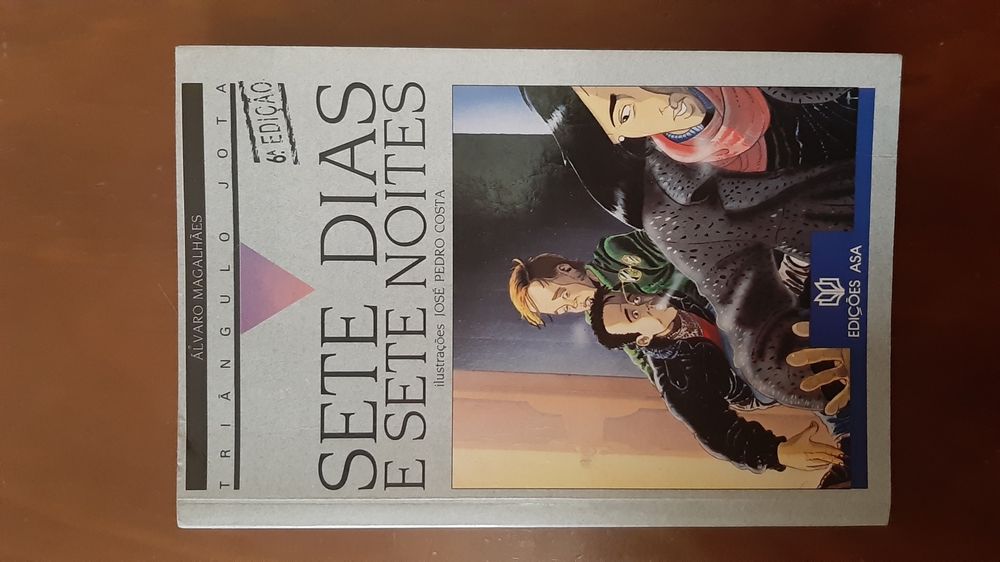 ÁLVARO MAGALHÃES
TRIÂNGULO JOTA
6ª. EDIÇÃO
SETE DIAS
E SETE NOITES
ilustrações JOSÉ PEDRO COSTA
EDIÇÕES ASA